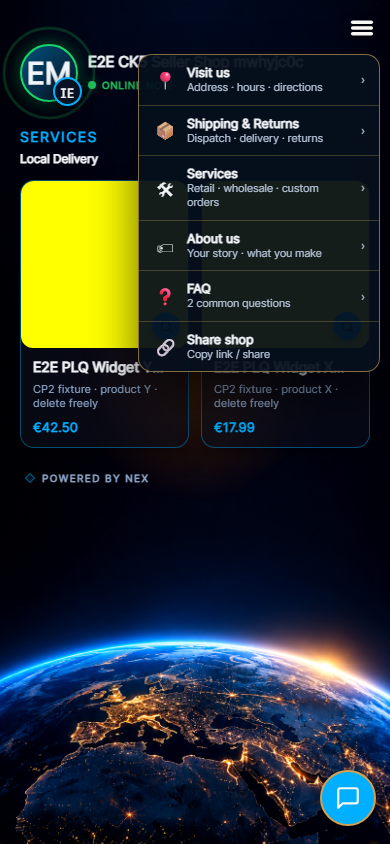 EM
IE
E2E CK5 Seller Shop mwhyjc0c
ONLINE
SERVICES
Local Delivery
Visit us
Address · hours · directions
Shipping & Returns
Dispatch · delivery · returns
Services
Retail · wholesale · custom
orders
About us
Your story · what you make
FAQ
2 common questions
Share shop
Copy link / share
E2E PLQ Widget Y...
CP2 fixture · product Y ·
delete freely
€42.50
E2E PLQ Widget X...
CP2 fixture · product X ·
delete freely
€17.99
POWERED BY NEX